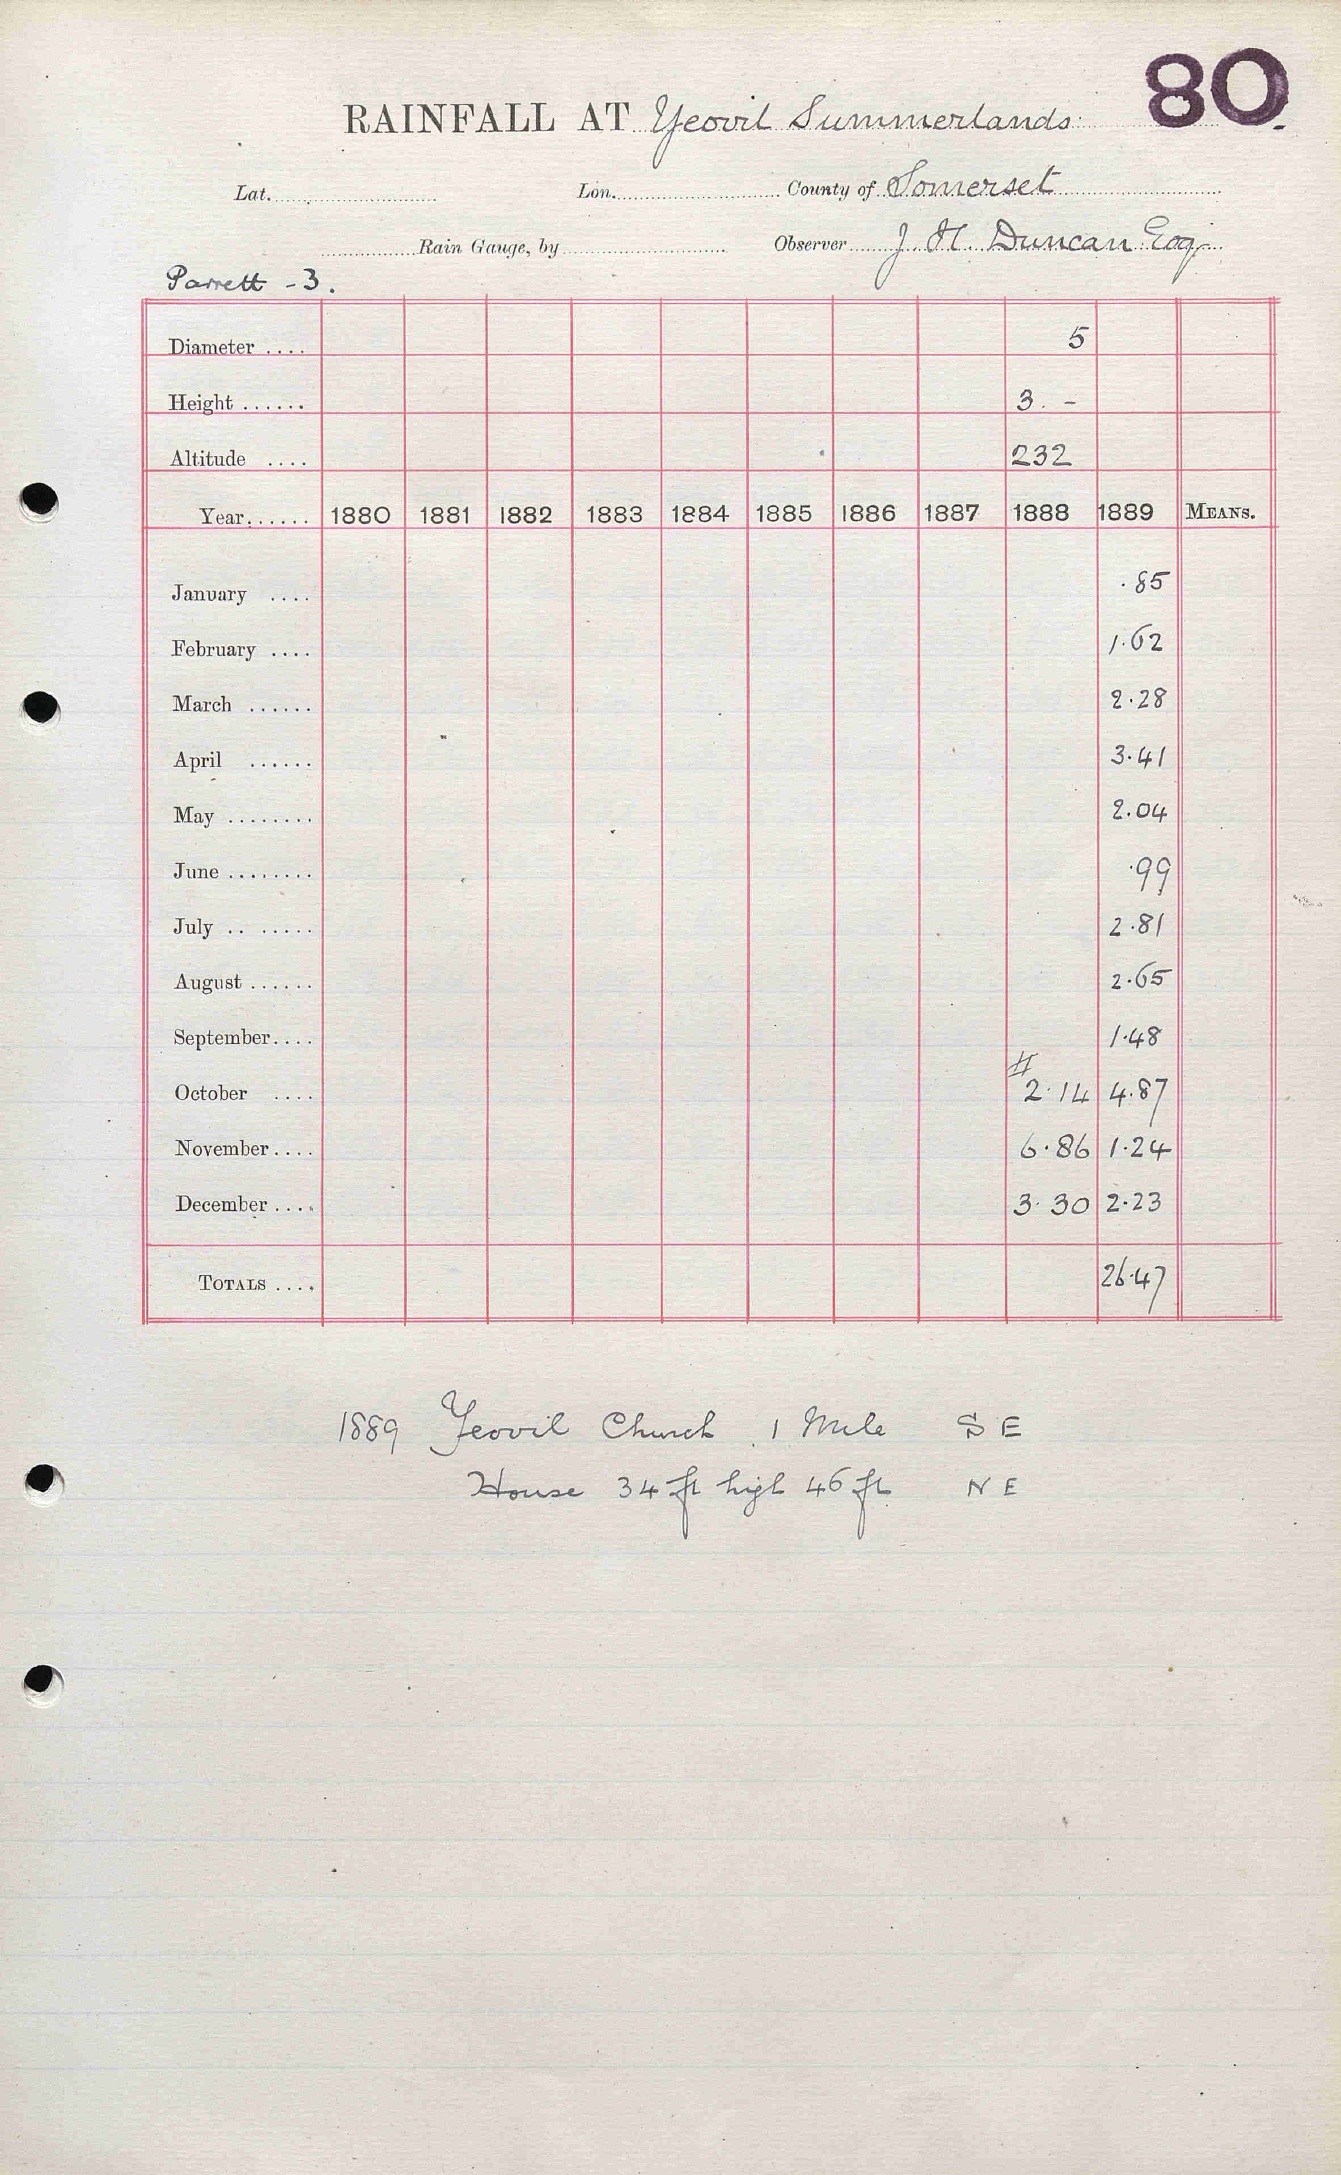 80.
RAINFALL AT Yeovil Summerlands
Lat. Lon. County of Somerset
Rain Gauge, by Observer J H Duncan Esq
Parrett - 3.
Diameter .... 5
Height ...... 3. -
Altitude .... 232
Year...... 1880 1881 1882 1883 1884 1885 1886 1887 1888 1889 MEANS.
January .... .85
February .... 1.62
March ...... 2.28
April ...... 3.41
May ........ 2.04
June ........ .99
July .. ..... 2.81
August ...... 2.65
September.... 1.48
#
October .... 2.14 4.87
November.... 6.86 1.24
December .... 3.30 2.23
TOTALS .... 26.47
1889 Yeovil Church 1 Mile S E
House 34 ft high 46 ft N E